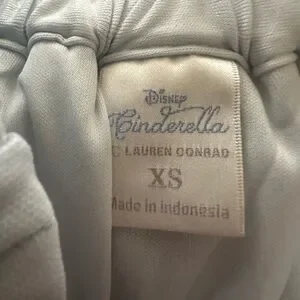 Disney
Cinderella
LC LAUREN CONRAD
XS
Made in Indonesia